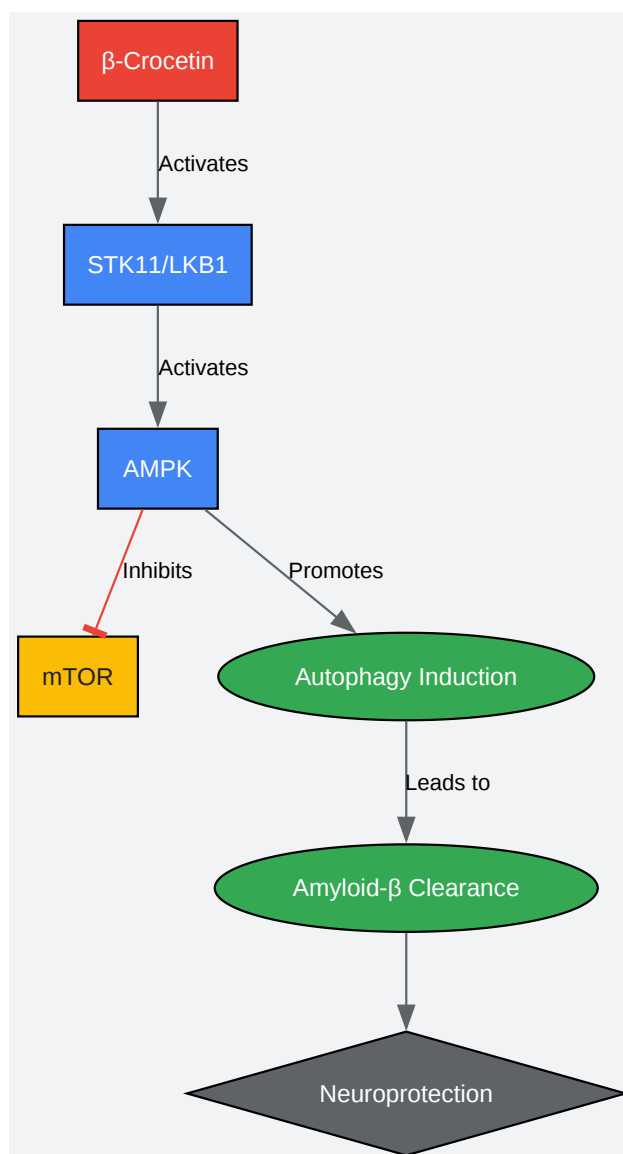 β-Crocetin
Activates
STK11/LKB1
Activates
AMPK
Inhibits
Promotes
mTOR
Autophagy Induction
Leads to
Amyloid-β Clearance
Neuroprotection